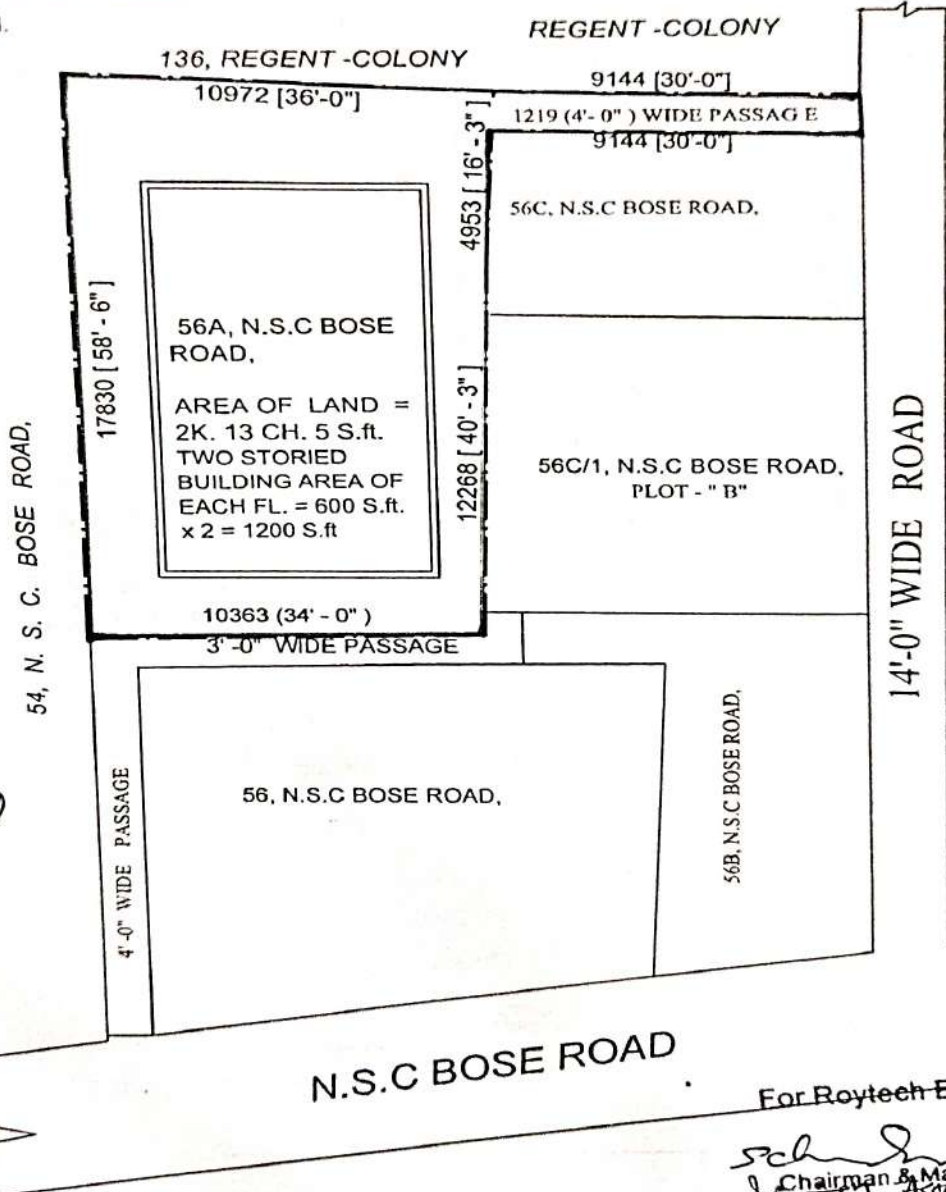 REGENT -COLONY
136, REGENT -COLONY
10972 [36'-0"]
9144 [30'-0"]
1219 (4'- 0" ) WIDE PASSAG E
9144 [30'-0"]
4953 [ 16' - 3" ]
56C, N.S.C BOSE ROAD,
17830 [ 58' - 6" ]
56A, N.S.C BOSE
ROAD,
AREA OF LAND =
2K. 13 CH. 5 S.ft.
TWO STORIED
BUILDING AREA OF
EACH FL. = 600 S.ft.
x 2 = 1200 S.ft
12268 [ 40' - 3" ]
56C/1, N.S.C BOSE ROAD,
PLOT - " B"
14'-0" WIDE ROAD
54, N. S. C. BOSE ROAD,
10363 (34' - 0" )
3' -0" WIDE PASSAGE
4'-0" WIDE PASSAGE
56, N.S.C BOSE ROAD,
56B, N.S.C BOSE ROAD,
N.S.C BOSE ROAD
For Roytech
Chairman &